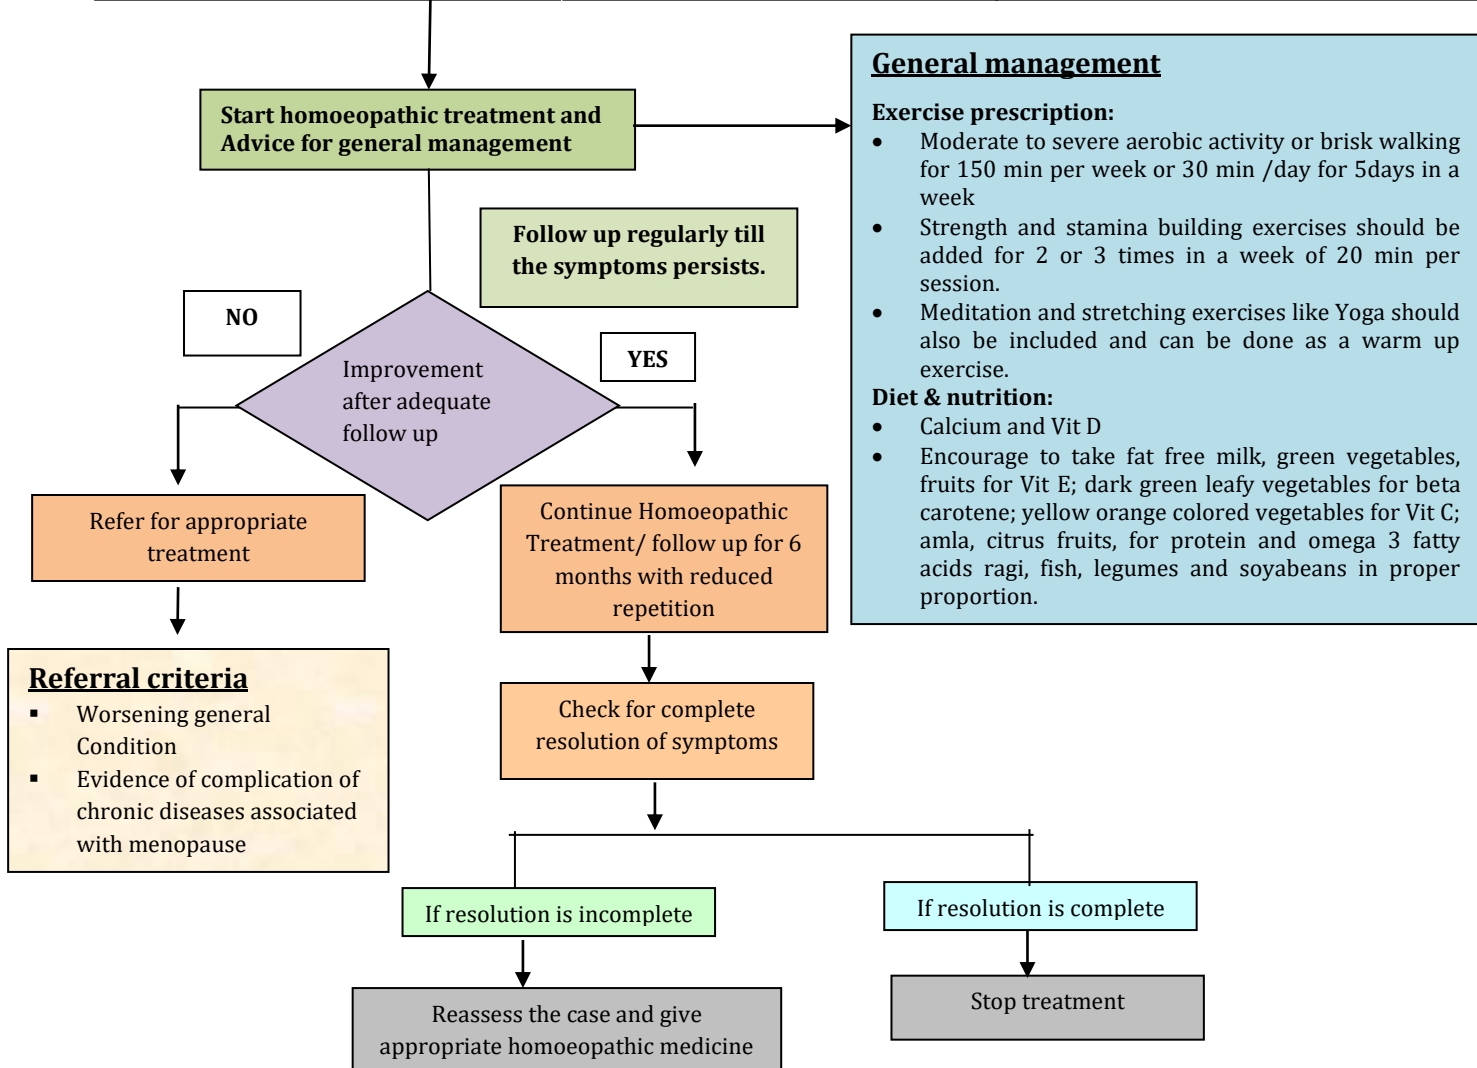 Start homoeopathic treatment and
Advice for general management
General management
Exercise prescription:
• Moderate to severe aerobic activity or brisk walking
for 150 min per week or 30 min /day for 5days in a
week
• Strength and stamina building exercises should be
added for 2 or 3 times in a week of 20 min per
session.
• Meditation and stretching exercises like Yoga should
also be included and can be done as a warm up
exercise.
Diet & nutrition:
• Calcium and Vit D
• Encourage to take fat free milk, green vegetables,
fruits for Vit E; dark green leafy vegetables for beta
carotene; yellow orange colored vegetables for Vit C;
amla, citrus fruits, for protein and omega 3 fatty
acids ragi, fish, legumes and soyabeans in proper
proportion.
Follow up regularly till
the symptoms persists.
NO
YES
Improvement
after adequate
follow up
Refer for appropriate
treatment
Continue Homoeopathic
Treatment/ follow up for 6
months with reduced
repetition
Referral criteria
▪ Worsening general
Condition
▪ Evidence of complication of
chronic diseases associated
with menopause
Check for complete
resolution of symptoms
If resolution is incomplete
If resolution is complete
Reassess the case and give
appropriate homoeopathic medicine
Stop treatment